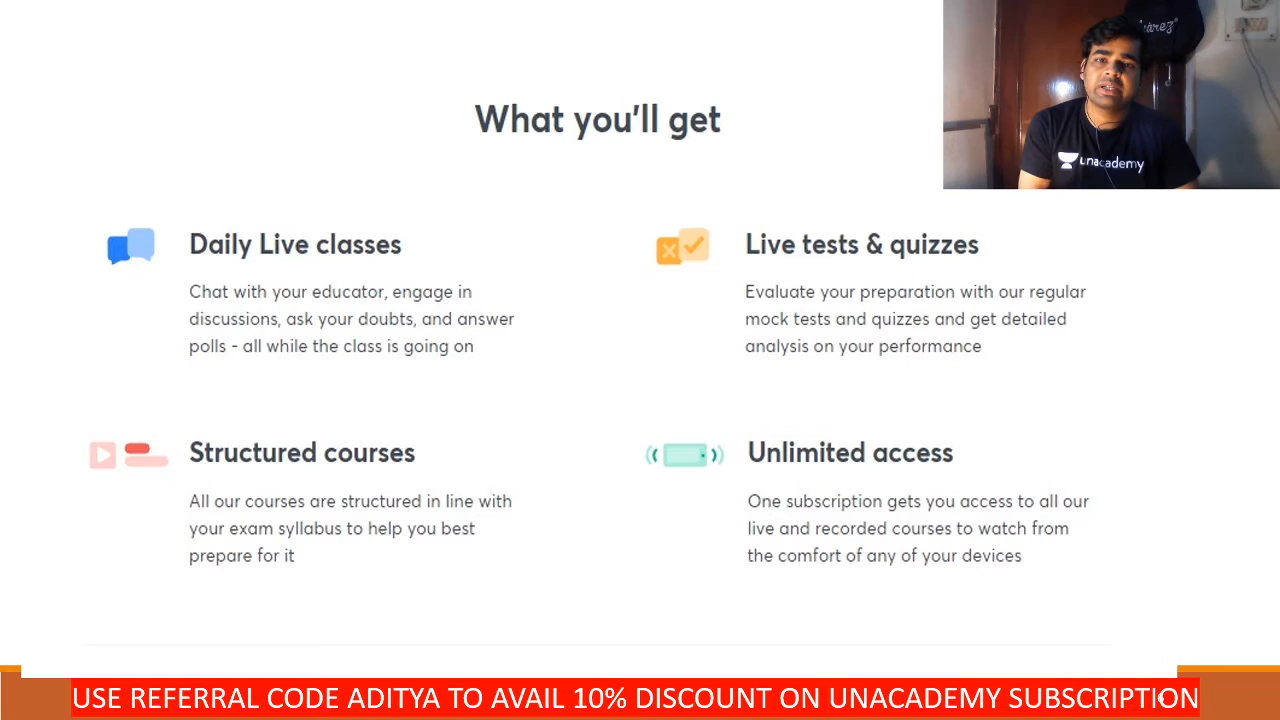 What you'll get
Daily Live classes
Chat with your educator, engage in
discussions, ask your doubts, and answer
polls - all while the class is going on
Live tests & quizzes
Evaluate your preparation with our regular
mock tests and quizzes and get detailed
analysis on your performance
Structured courses
All our courses are structured in line with
your exam syllabus to help you best
prepare for it
Unlimited access
One subscription gets you access to all our
live and recorded courses to watch from
the comfort of any of your devices
unacademy
USE REFERRAL CODE ADITYA TO AVAIL 10% DISCOUNT ON UNACADEMY SUBSCRIPTION